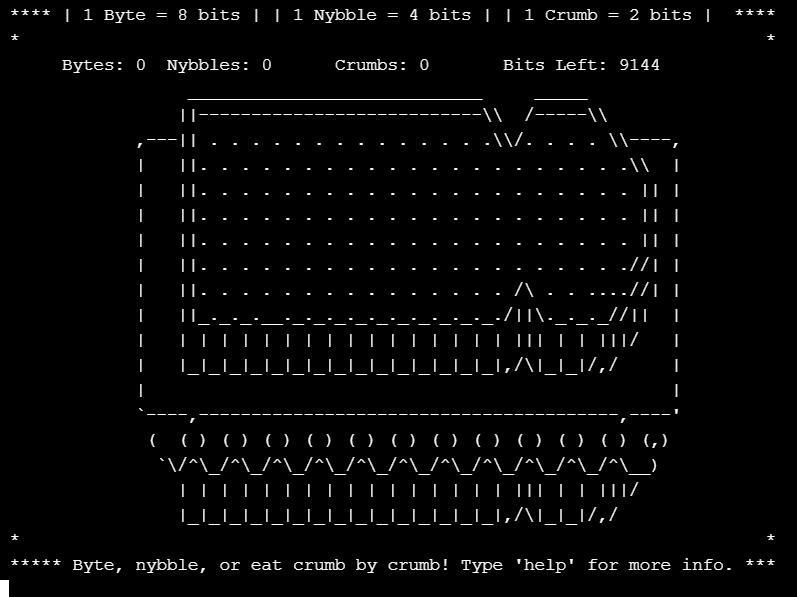 **** | 1 Byte = 8 bits | | 1 Nybble = 4 bits | | 1 Crumb = 2 bits |  ****
Bytes: 0  Nybbles: 0      Crumbs: 0       Bits Left: 9144
***** Byte, nybble, or eat crumb by crumb! Type 'help' for more info. ***